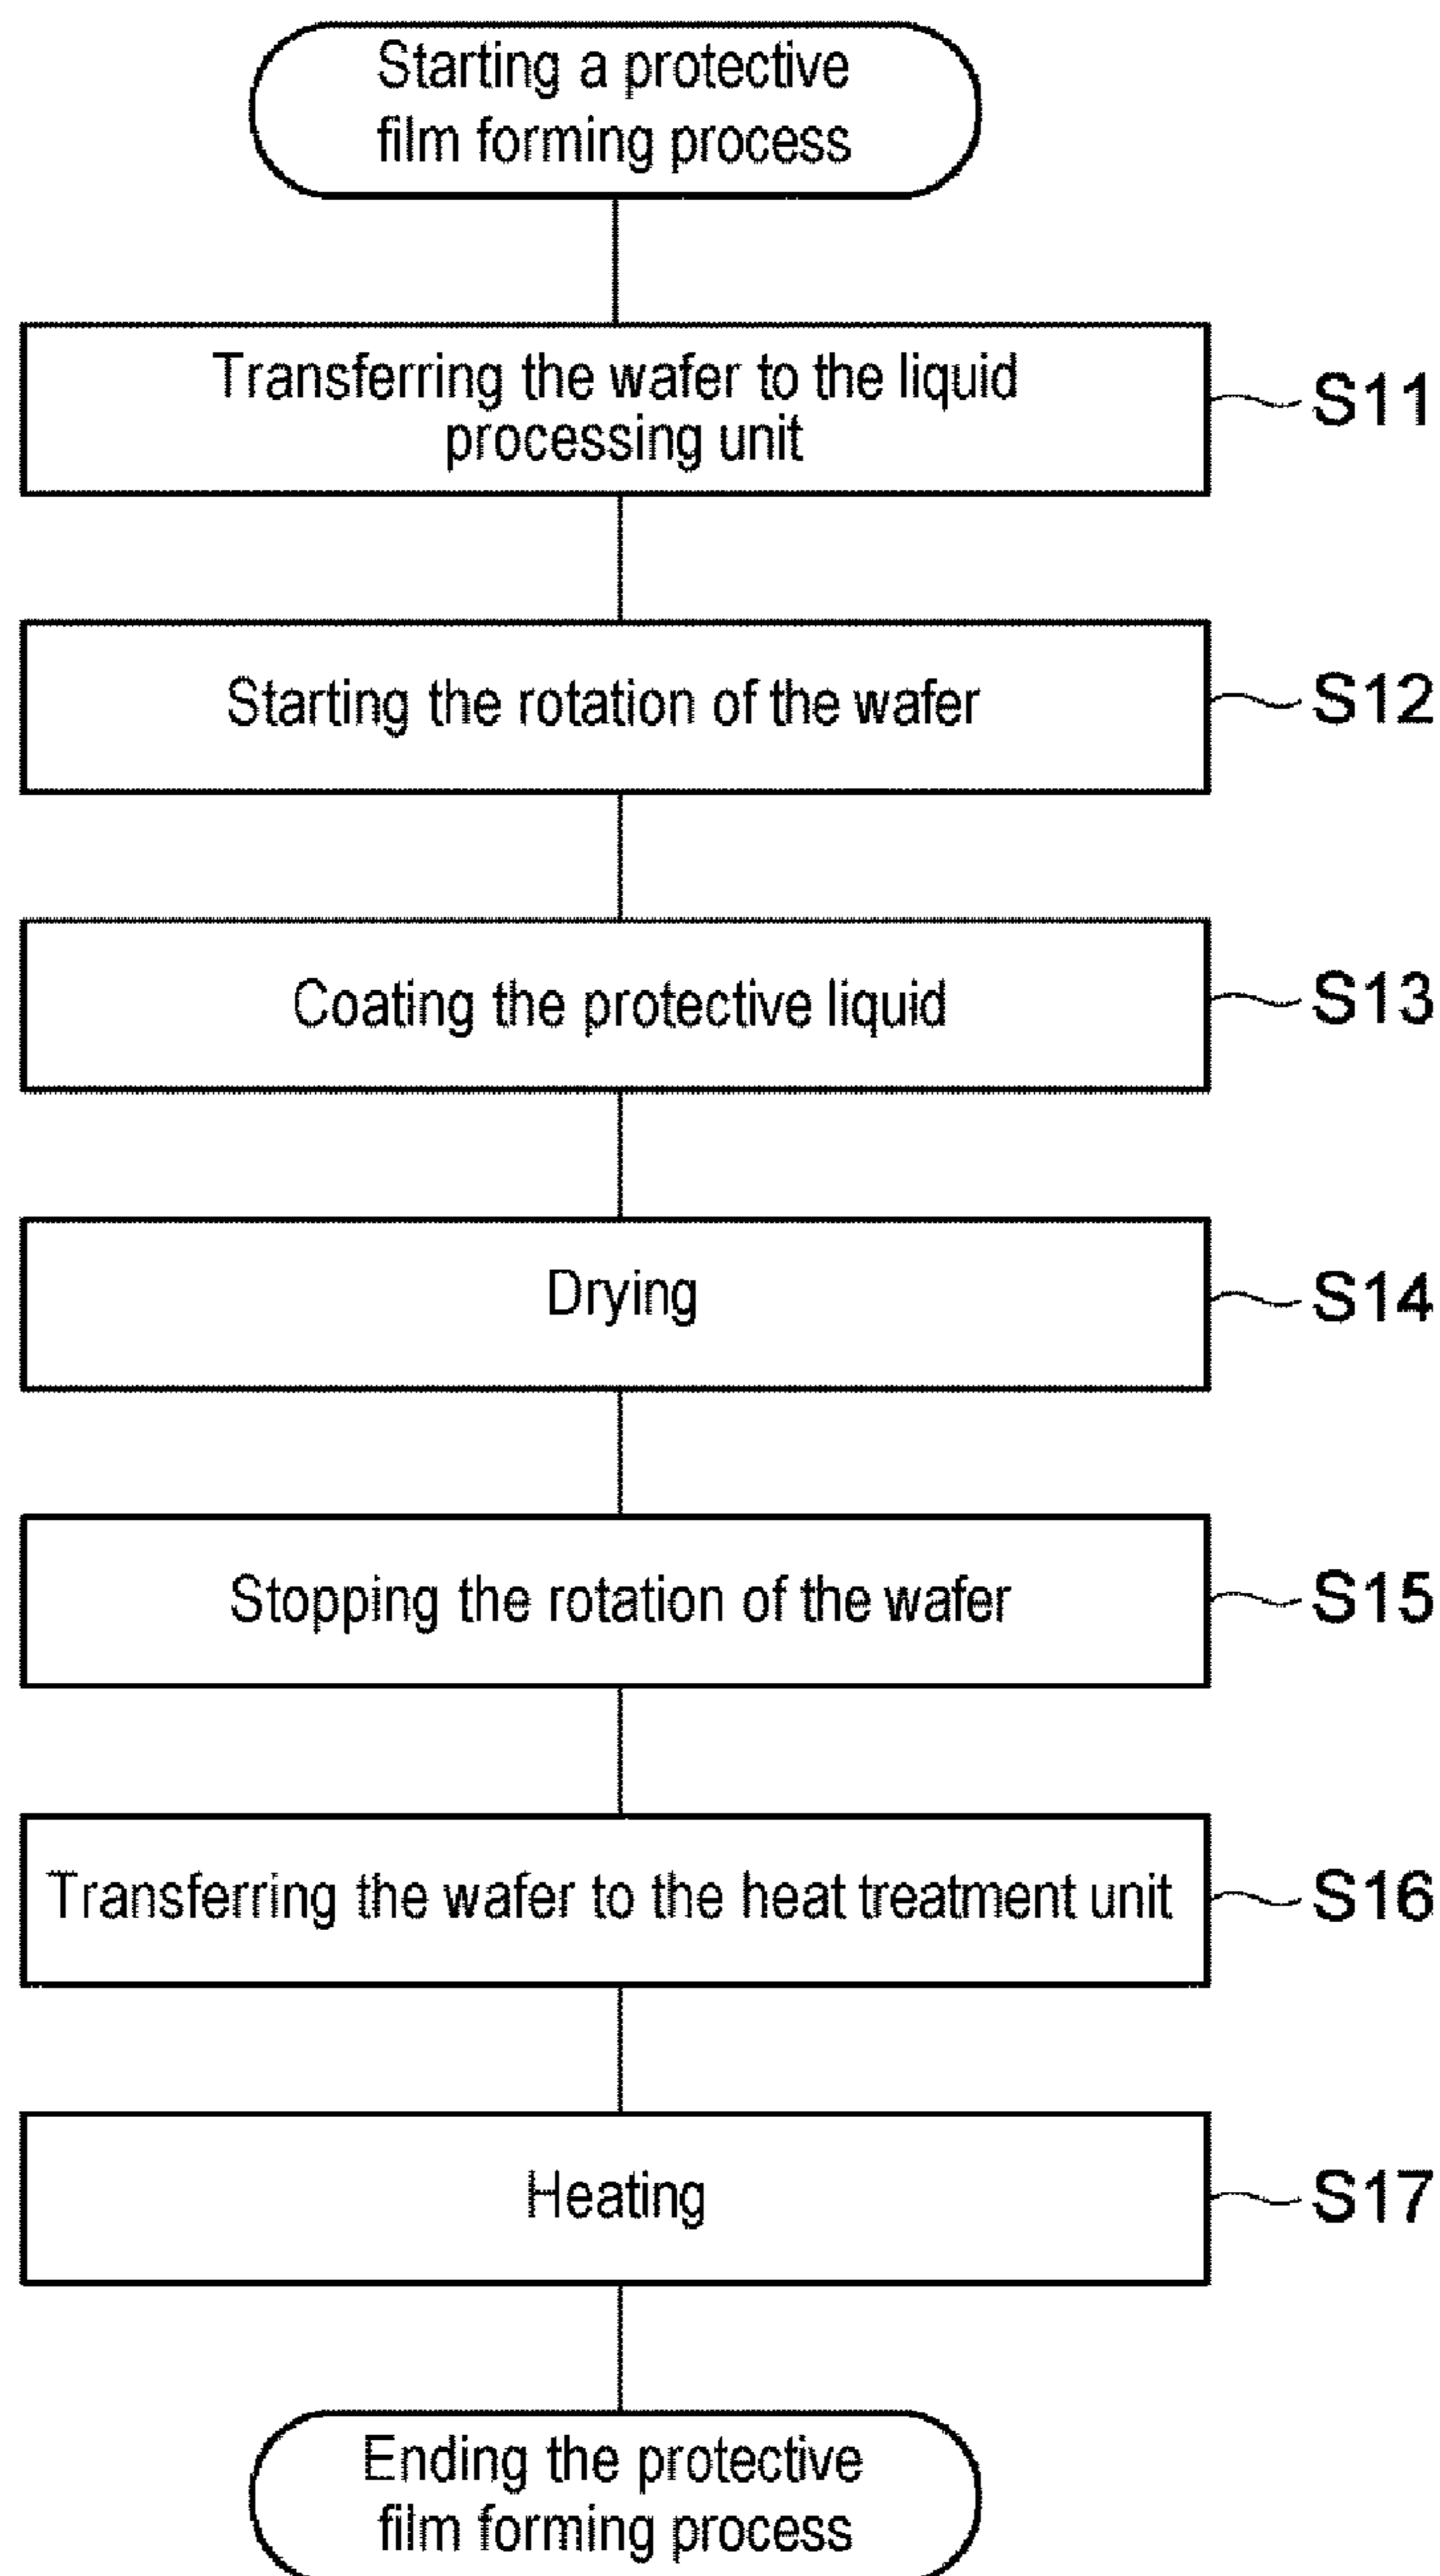 Starting a protective
film forming process
Transferring the wafer to the liquid
processing unit
S11
Starting the rotation of the wafer
S12
Coating the protective liquid
S13
Drying
S14
Stopping the rotation of the wafer
S15
Transferring the wafer to the heat treatment unit
S16
Heating
S17
Ending the protective
film forming process